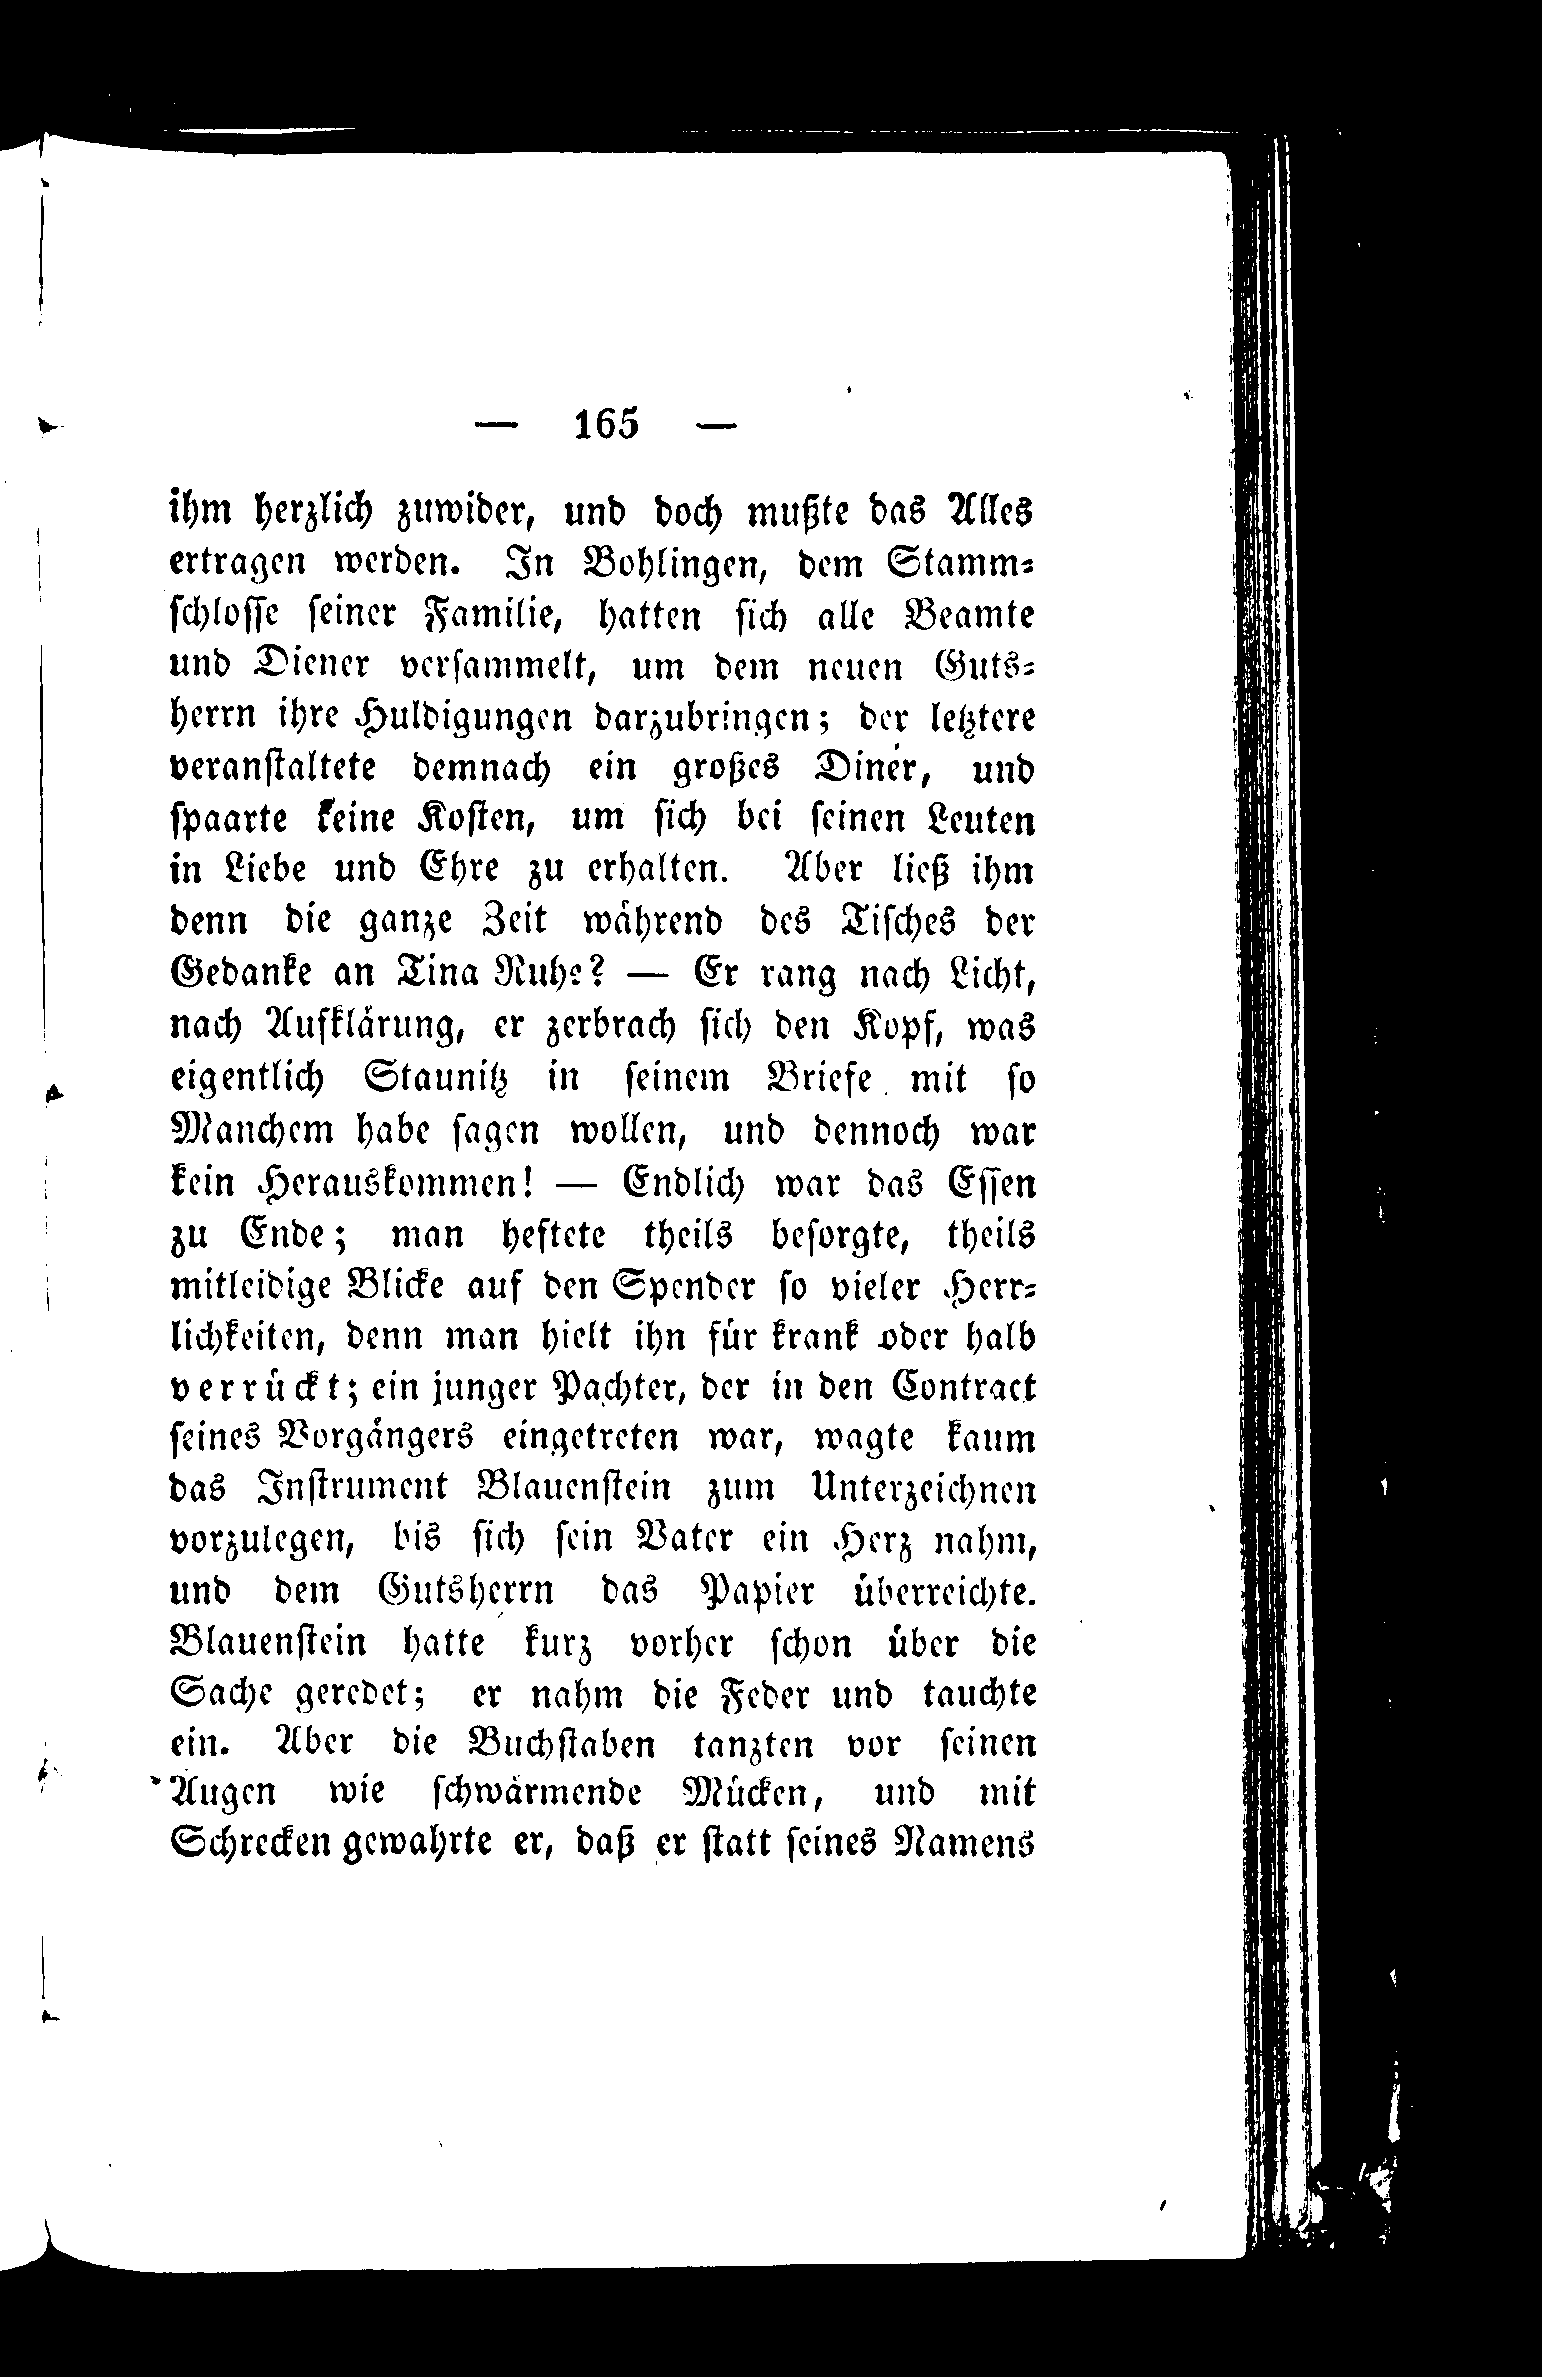 — 165 —
ihm herzlich zuwider, und doch mußte das Alles
ertragen werden. In Bohlingen, dem Stamm=
schlosse seiner Familie, hatten sich alle Beamte
und Diener versammelt, um dem neuen Guts=
herrn ihre Huldigungen darzubringen; der letztere
veranstaltete demnach ein großes Dinér, und
spaarte keine Kosten, um sich bei seinen Leuten
in Liebe und Ehre zu erhalten. Aber ließ ihm
denn die ganze Zeit während des Tisches der
Gedanke an Tina Ruhe? — Er rang nach Licht,
nach Aufklärung, er zerbrach sich den Kopf, was
eigentlich Staunitz in seinem Briefe mit so
Manchem habe sagen wollen, und dennoch war
kein Herauskommen! — Endlich war das Essen
zu Ende; man heftete theils besorgte, theils
mitleidige Blicke auf den Spender so vieler Herr=
lichkeiten, denn man hielt ihn für krank oder halb
verrückt; ein junger Pachter, der in den Contract
seines Vorgängers eingetreten war, wagte kaum
das Instrument Blauenstein zum Unterzeichnen
vorzulegen, bis sich sein Vater ein Herz nahm,
und dem Gutsherrn das Papier überreichte.
Blauenstein hatte kurz vorher schon über die
Sache geredet; er nahm die Feder und tauchte
ein. Aber die Buchstaben tanzten vor seinen
Augen wie schwärmende Mücken, und mit
Schrecken gewahrte er, daß er statt seines Namens